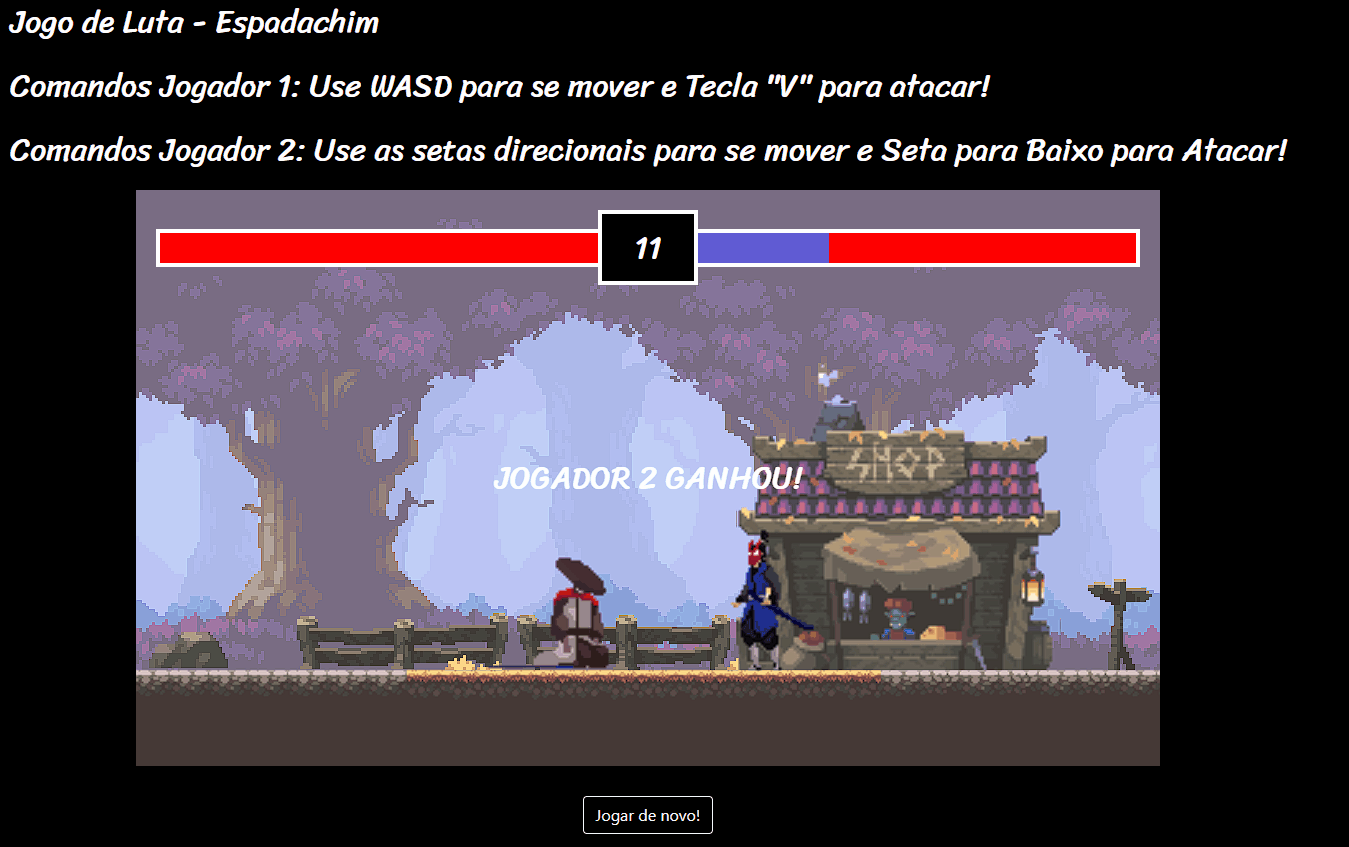 Jogo de Luta - Espadachim
Comandos Jogador 1: Use WASD para se mover e Tecla "V" para atacar!
Comandos Jogador 2: Use as setas direcionais para se mover e Seta para Baixo para Atacar!
11
SHOP
JOGADOR 2 GANHOU!
Jogar de novo!